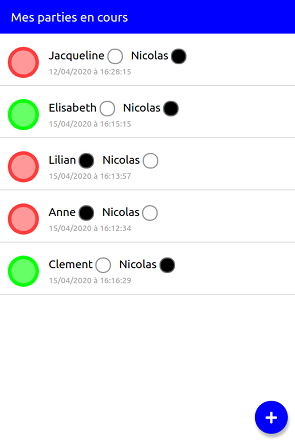 Mes parties en cours
Jacqueline Nicolas
12/04/2020 à 16:28:15
Elisabeth Nicolas
15/04/2020 à 16:15:15
Lilian Nicolas
15/04/2020 à 16:13:57
Anne Nicolas
15/04/2020 à 16:12:34
Clement Nicolas
15/04/2020 à 16:16:29
+